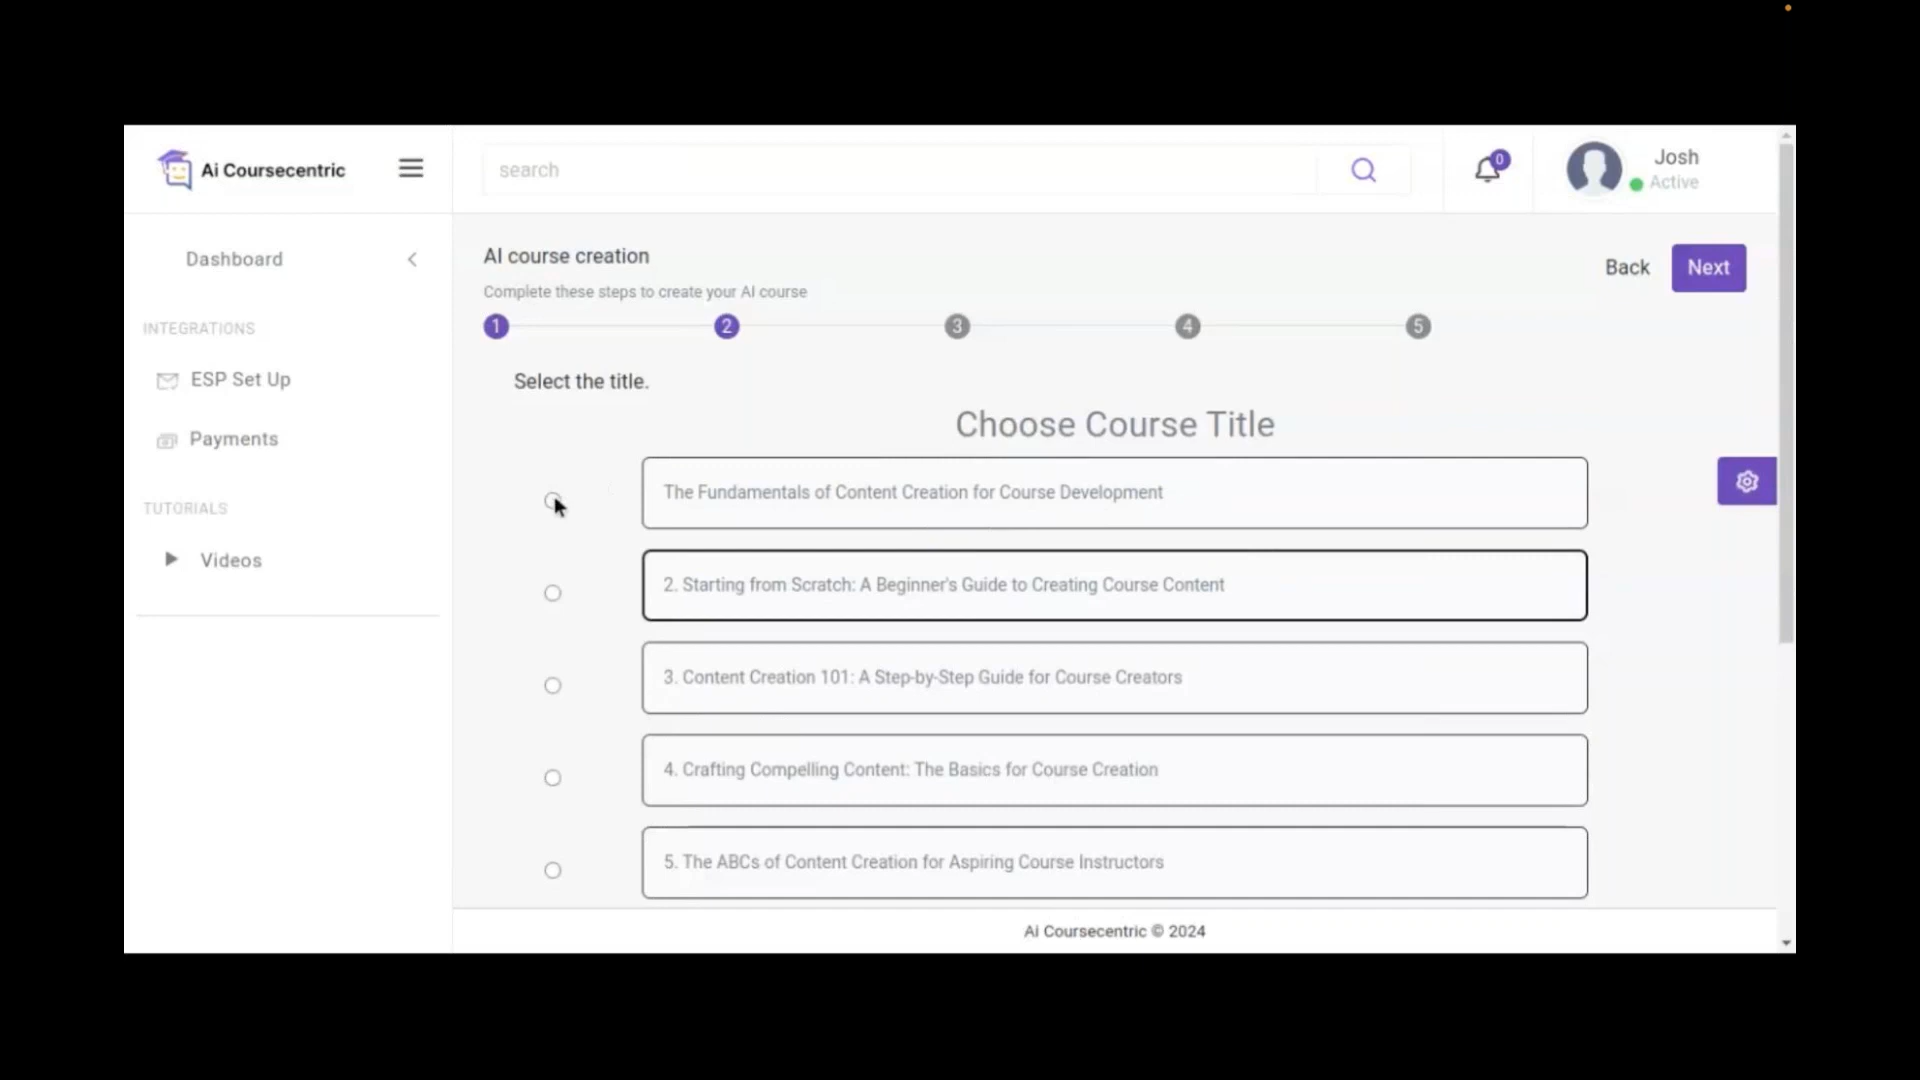 Ai Coursecentric
search
0
Josh
Active
Dashboard
INTEGRATIONS
ESP Set Up
Payments
TUTORIALS
Videos
AI course creation
Complete these steps to create your AI course
Back
Next
1 2 3 4 5
Select the title.
Choose Course Title
The Fundamentals of Content Creation for Course Development
2. Starting from Scratch: A Beginner's Guide to Creating Course Content
3. Content Creation 101: A Step-by-Step Guide for Course Creators
4. Crafting Compelling Content: The Basics for Course Creation
5. The ABCs of Content Creation for Aspiring Course Instructors
Ai Coursecentric © 2024